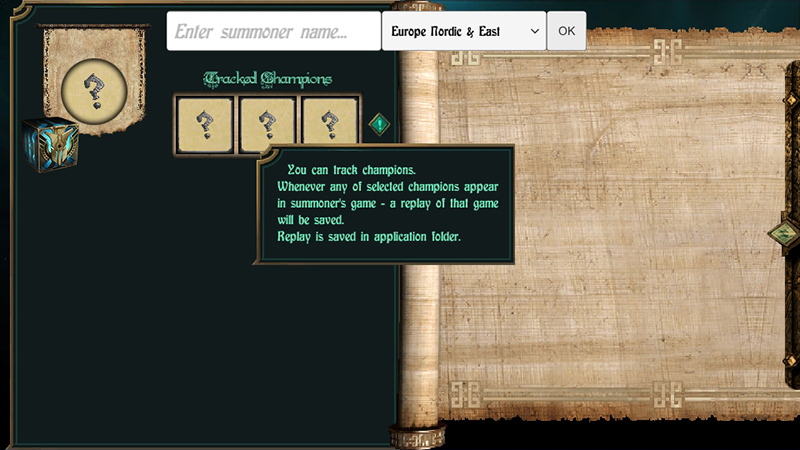 Enter summoner name...
Europe Nordic & East
OK
Tracked Champions
You can track champions.
Whenever any of selected champions appear
in summoner's game - a replay of that game
will be saved.
Replay is saved in application folder.